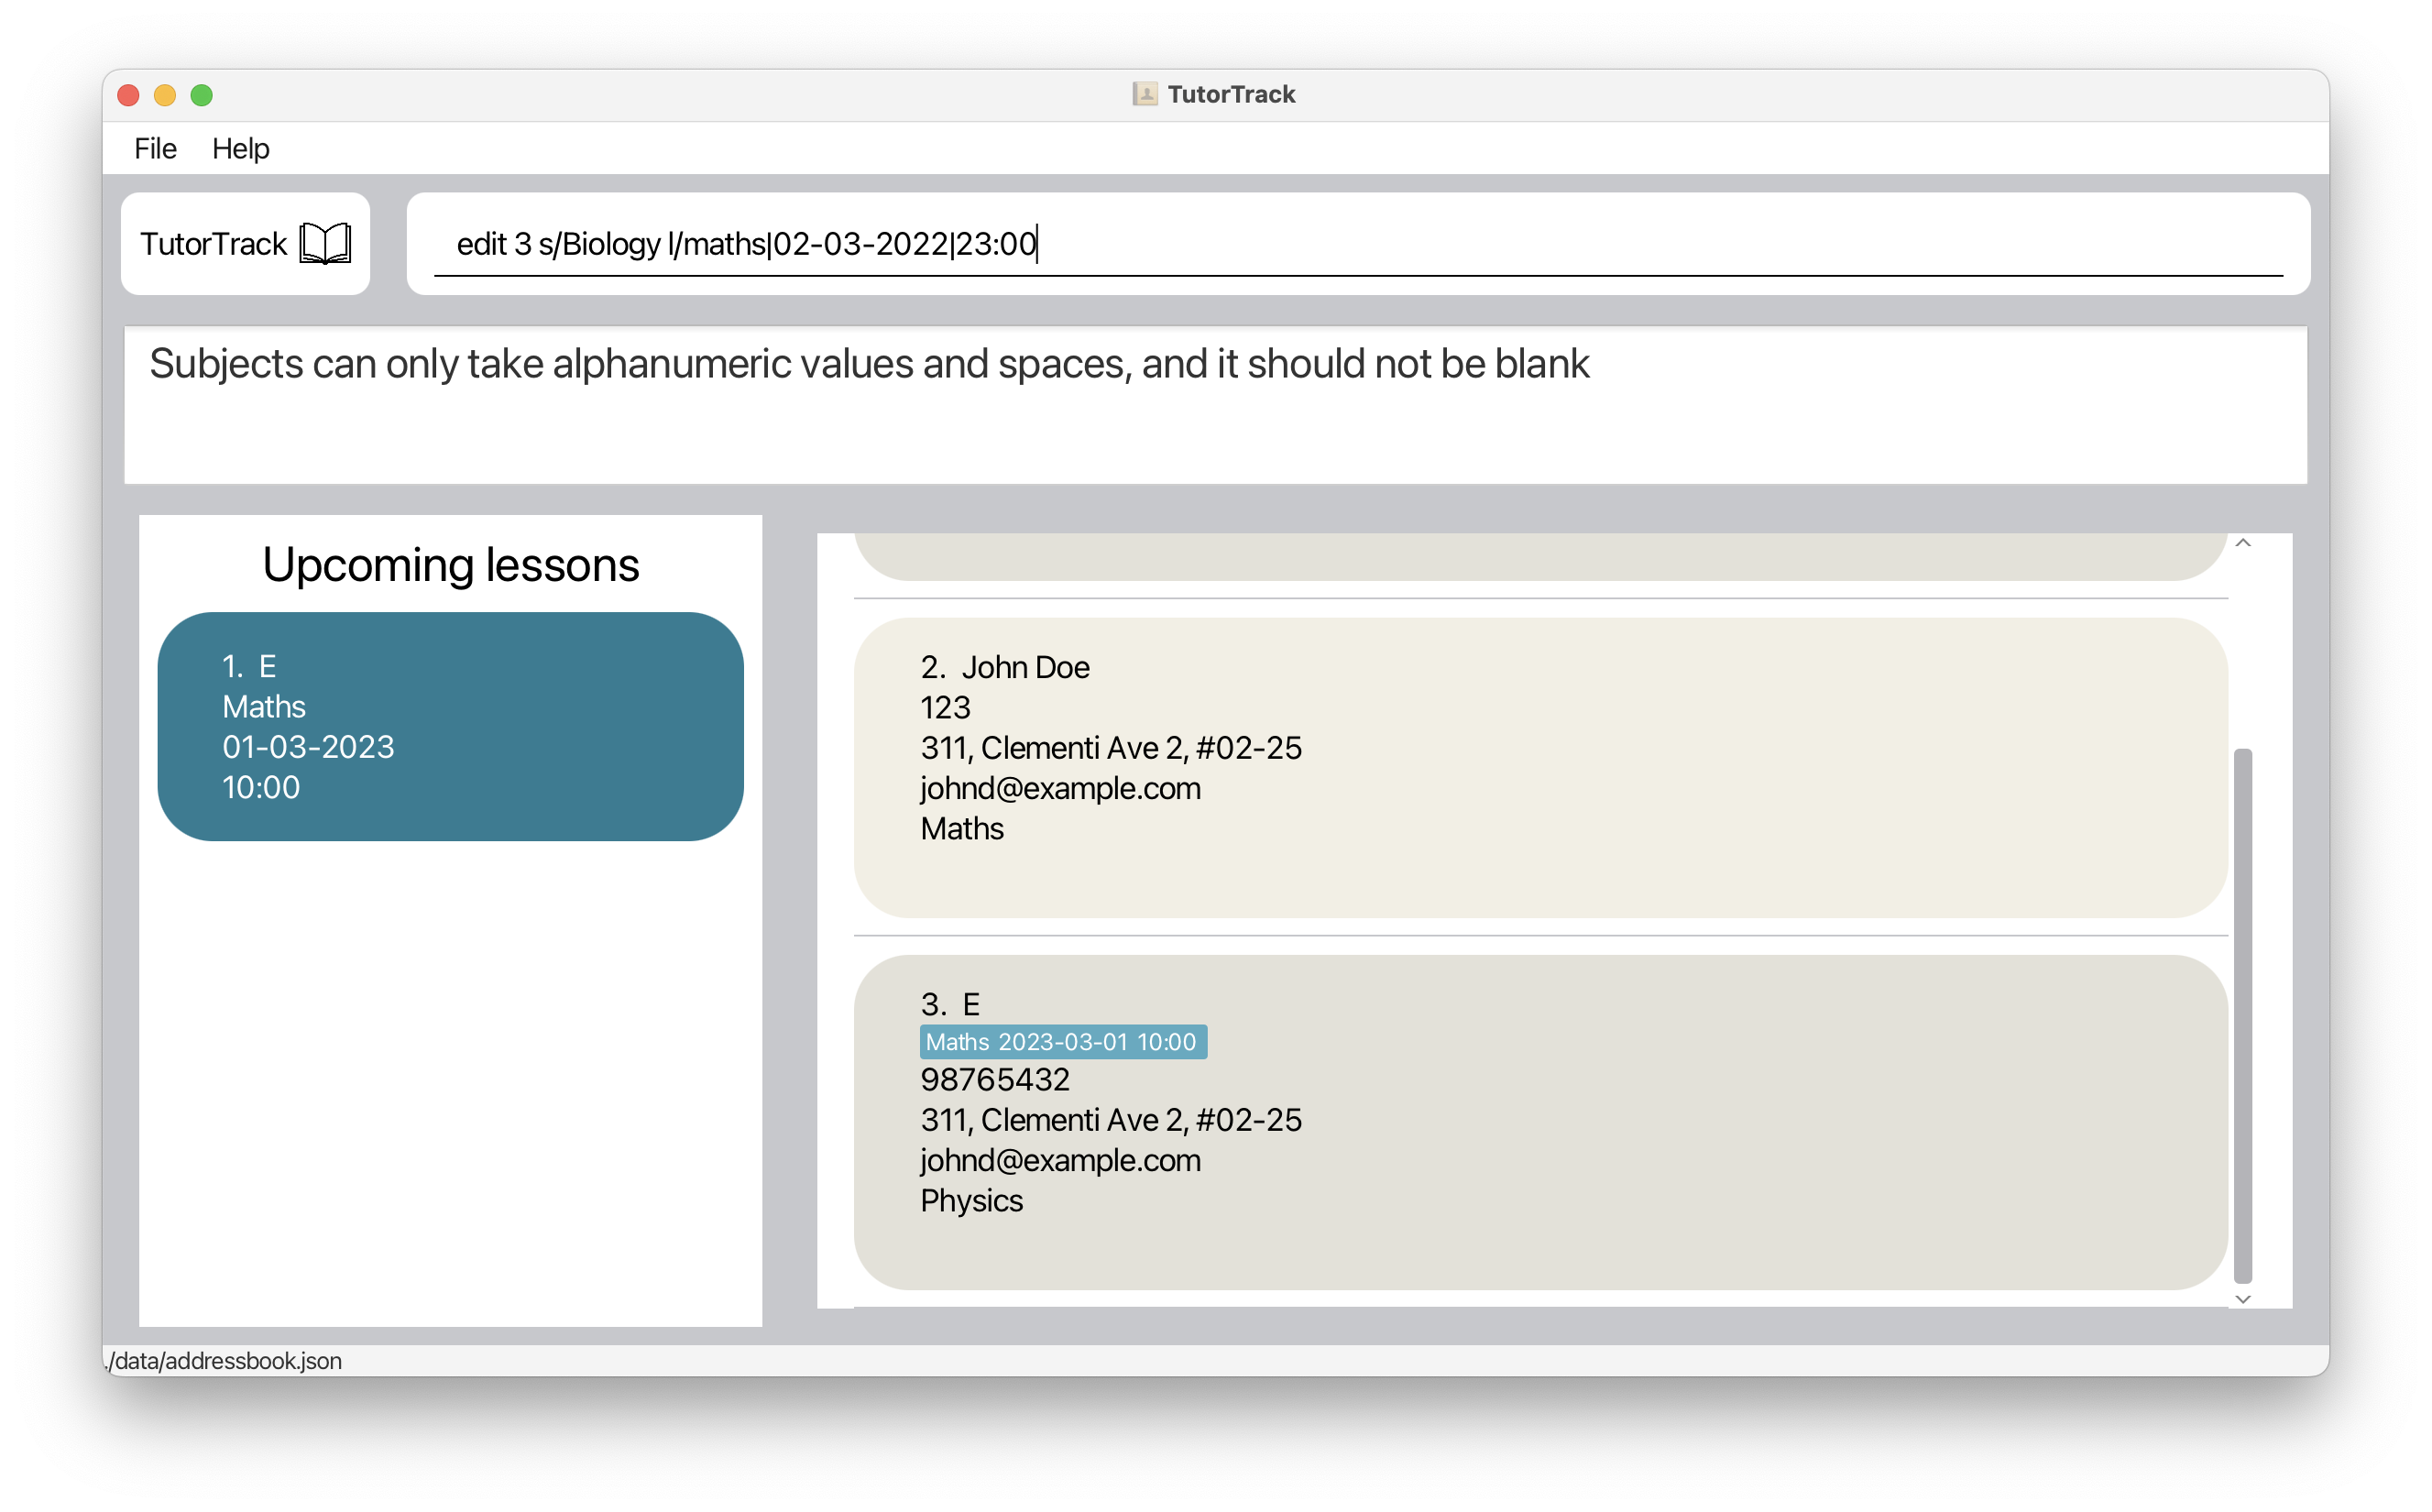 TutorTrack
File Help
TutorTrack
edit 3 s/Biology l/maths|02-03-2022|23:00
Subjects can only take alphanumeric values and spaces, and it should not be blank
Upcoming lessons
1. E
Maths
01-03-2023
10:00
2. John Doe
123
311, Clementi Ave 2, #02-25
johnd@example.com
Maths
3. E
Maths 2023-03-01 10:00
98765432
311, Clementi Ave 2, #02-25
johnd@example.com
Physics
./data/addressbook.json